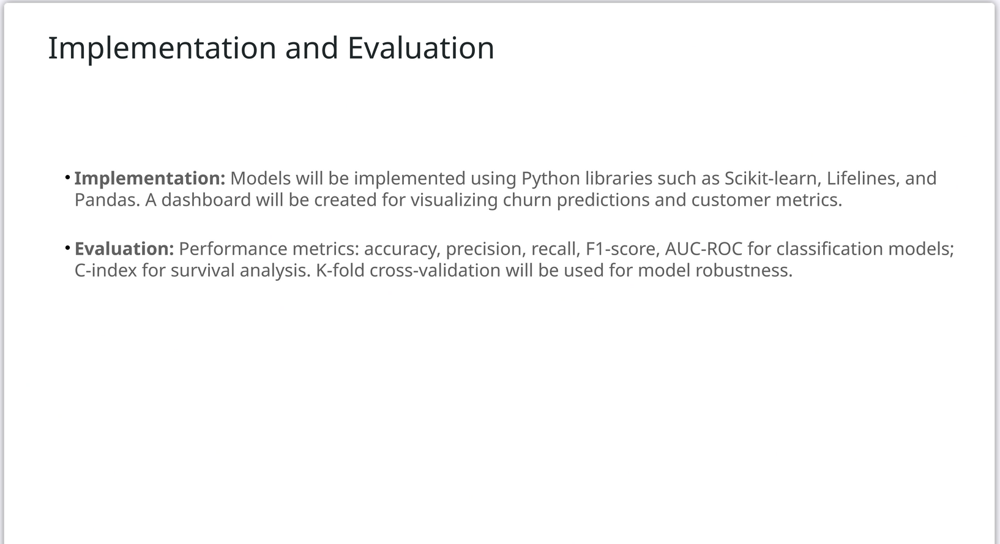 Implementation and Evaluation
• Implementation: Models will be implemented using Python libraries such as Scikit-learn, Lifelines, and
Pandas. A dashboard will be created for visualizing churn predictions and customer metrics.
• Evaluation: Performance metrics: accuracy, precision, recall, F1-score, AUC-ROC for classification models;
C-index for survival analysis. K-fold cross-validation will be used for model robustness.